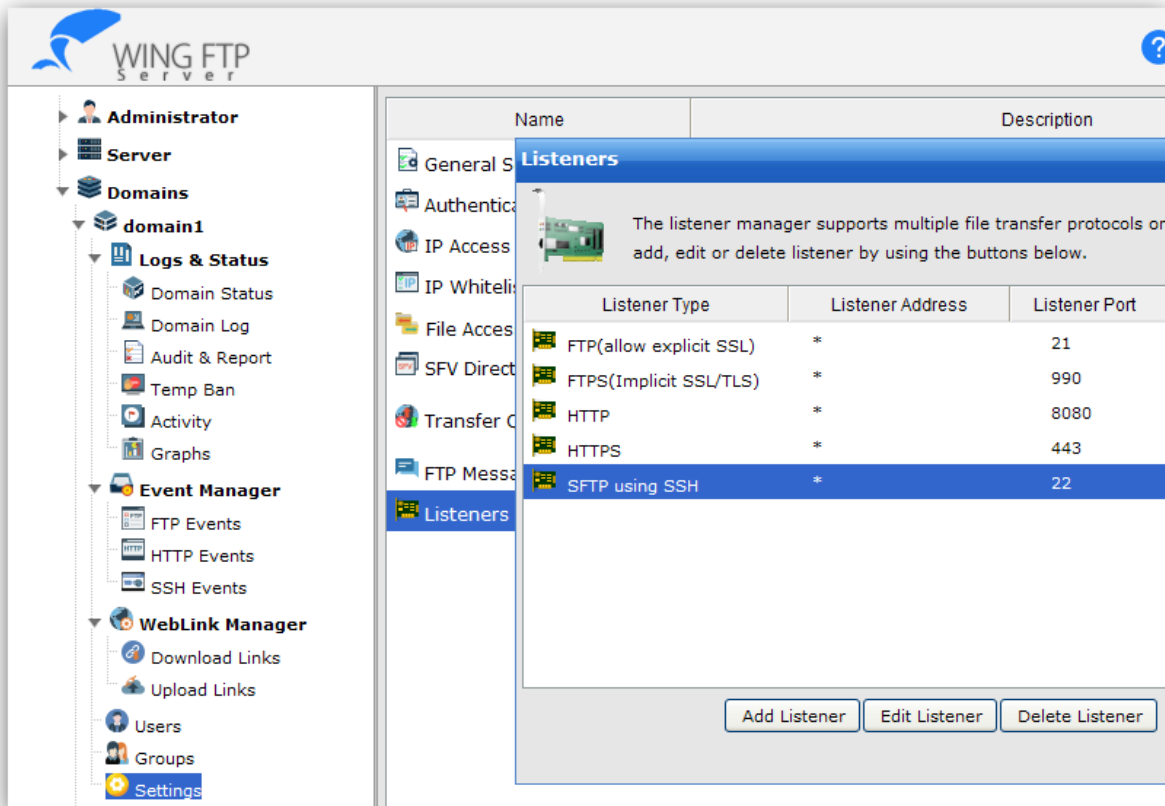 WING FTP
Server
?
Administrator
Server
Domains
domain1
Logs & Status
Domain Status
Domain Log
Audit & Report
Temp Ban
Activity
Graphs
Event Manager
FTP Events
HTTP Events
SSH Events
WebLink Manager
Download Links
Upload Links
Users
Groups
Settings
Name Description
General S
Authentica
IP Access
IP Whitelis
File Acces
SFV Direct
Transfer C
FTP Messa
Listeners
Listeners
The listener manager supports multiple file transfer protocols or
add, edit or delete listener by using the buttons below.
Listener Type Listener Address Listener Port
FTP(allow explicit SSL) * 21
FTPS(Implicit SSL/TLS) * 990
HTTP * 8080
HTTPS * 443
SFTP using SSH * 22
Add Listener Edit Listener Delete Listener